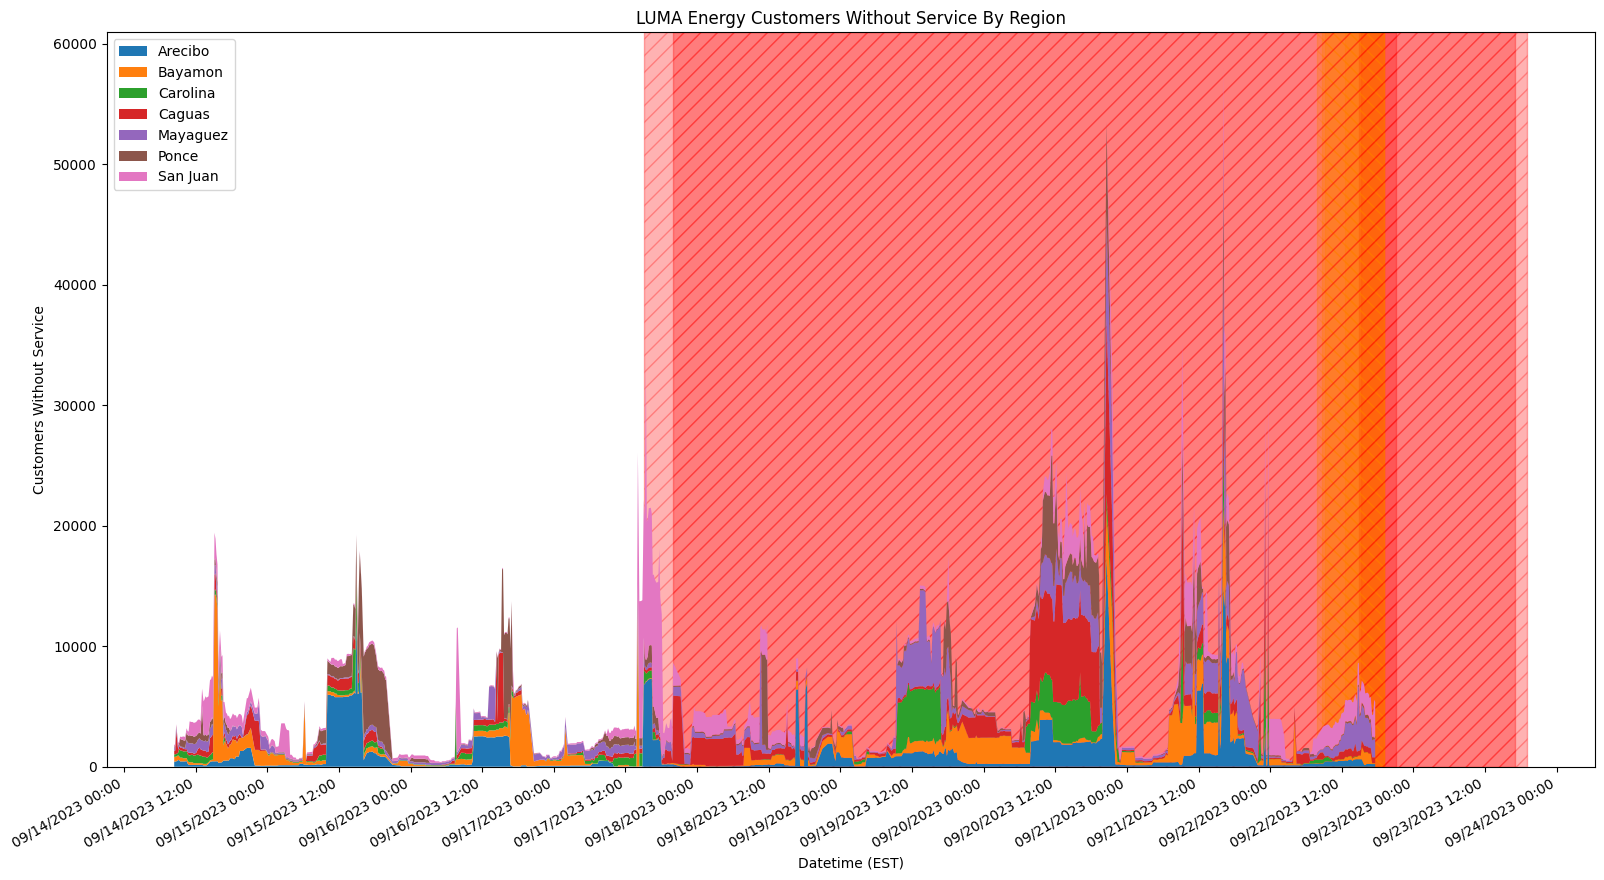 LUMA Energy Customers Without Service By Region
60000
50000
40000
30000
20000
10000
0
Customers Without Service
Arecibo
Bayamon
Carolina
Caguas
Mayaguez
Ponce
San Juan
09/14/2023 00:00
09/14/2023 12:00
09/15/2023 00:00
09/15/2023 12:00
09/16/2023 00:00
09/16/2023 12:00
09/17/2023 00:00
09/17/2023 12:00
09/18/2023 00:00
09/18/2023 12:00
09/19/2023 00:00
09/19/2023 12:00
09/20/2023 00:00
09/20/2023 12:00
09/21/2023 00:00
09/21/2023 12:00
09/22/2023 00:00
09/22/2023 12:00
09/23/2023 00:00
09/23/2023 12:00
09/24/2023 00:00
Datetime (EST)